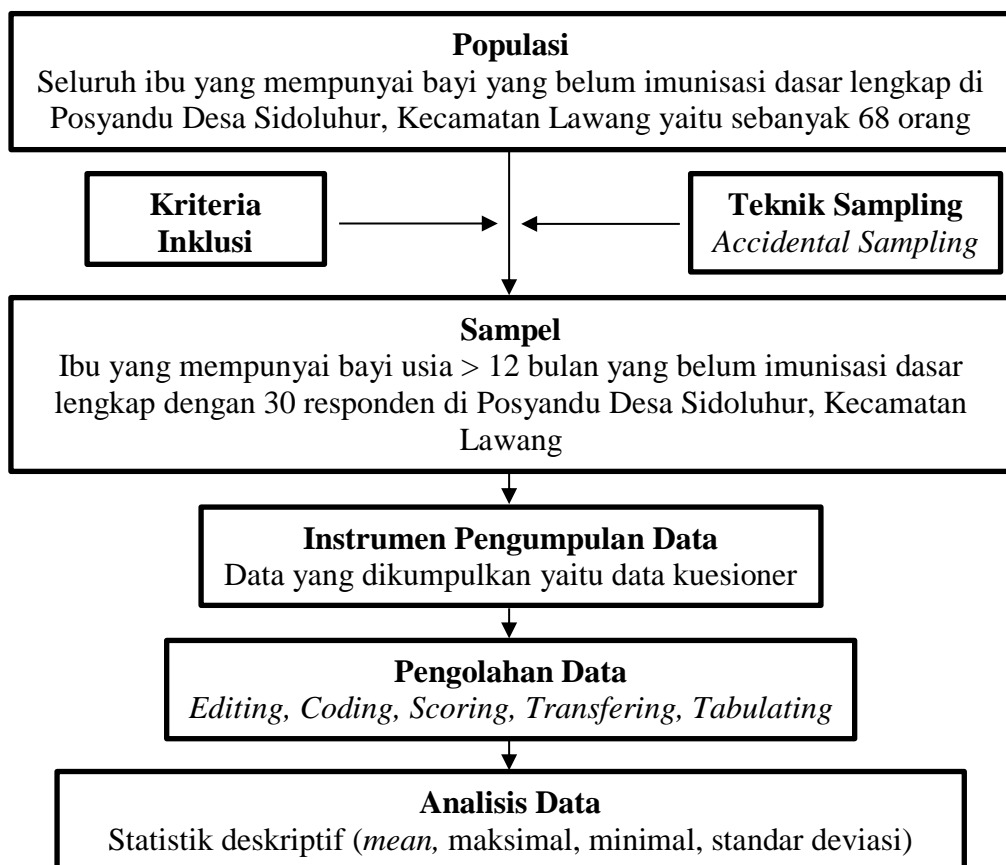 Populasi
Seluruh ibu yang mempunyai bayi yang belum imunisasi dasar lengkap di
Posyandu Desa Sidoluhur, Kecamatan Lawang yaitu sebanyak 68 orang
Kriteria
Inklusi
Teknik Sampling
Accidental Sampling
Sampel
Ibu yang mempunyai bayi usia > 12 bulan yang belum imunisasi dasar
lengkap dengan 30 responden di Posyandu Desa Sidoluhur, Kecamatan
Lawang
Instrumen Pengumpulan Data
Data yang dikumpulkan yaitu data kuesioner
Pengolahan Data
Editing, Coding, Scoring, Transfering, Tabulating
Analisis Data
Statistik deskriptif (mean, maksimal, minimal, standar deviasi)